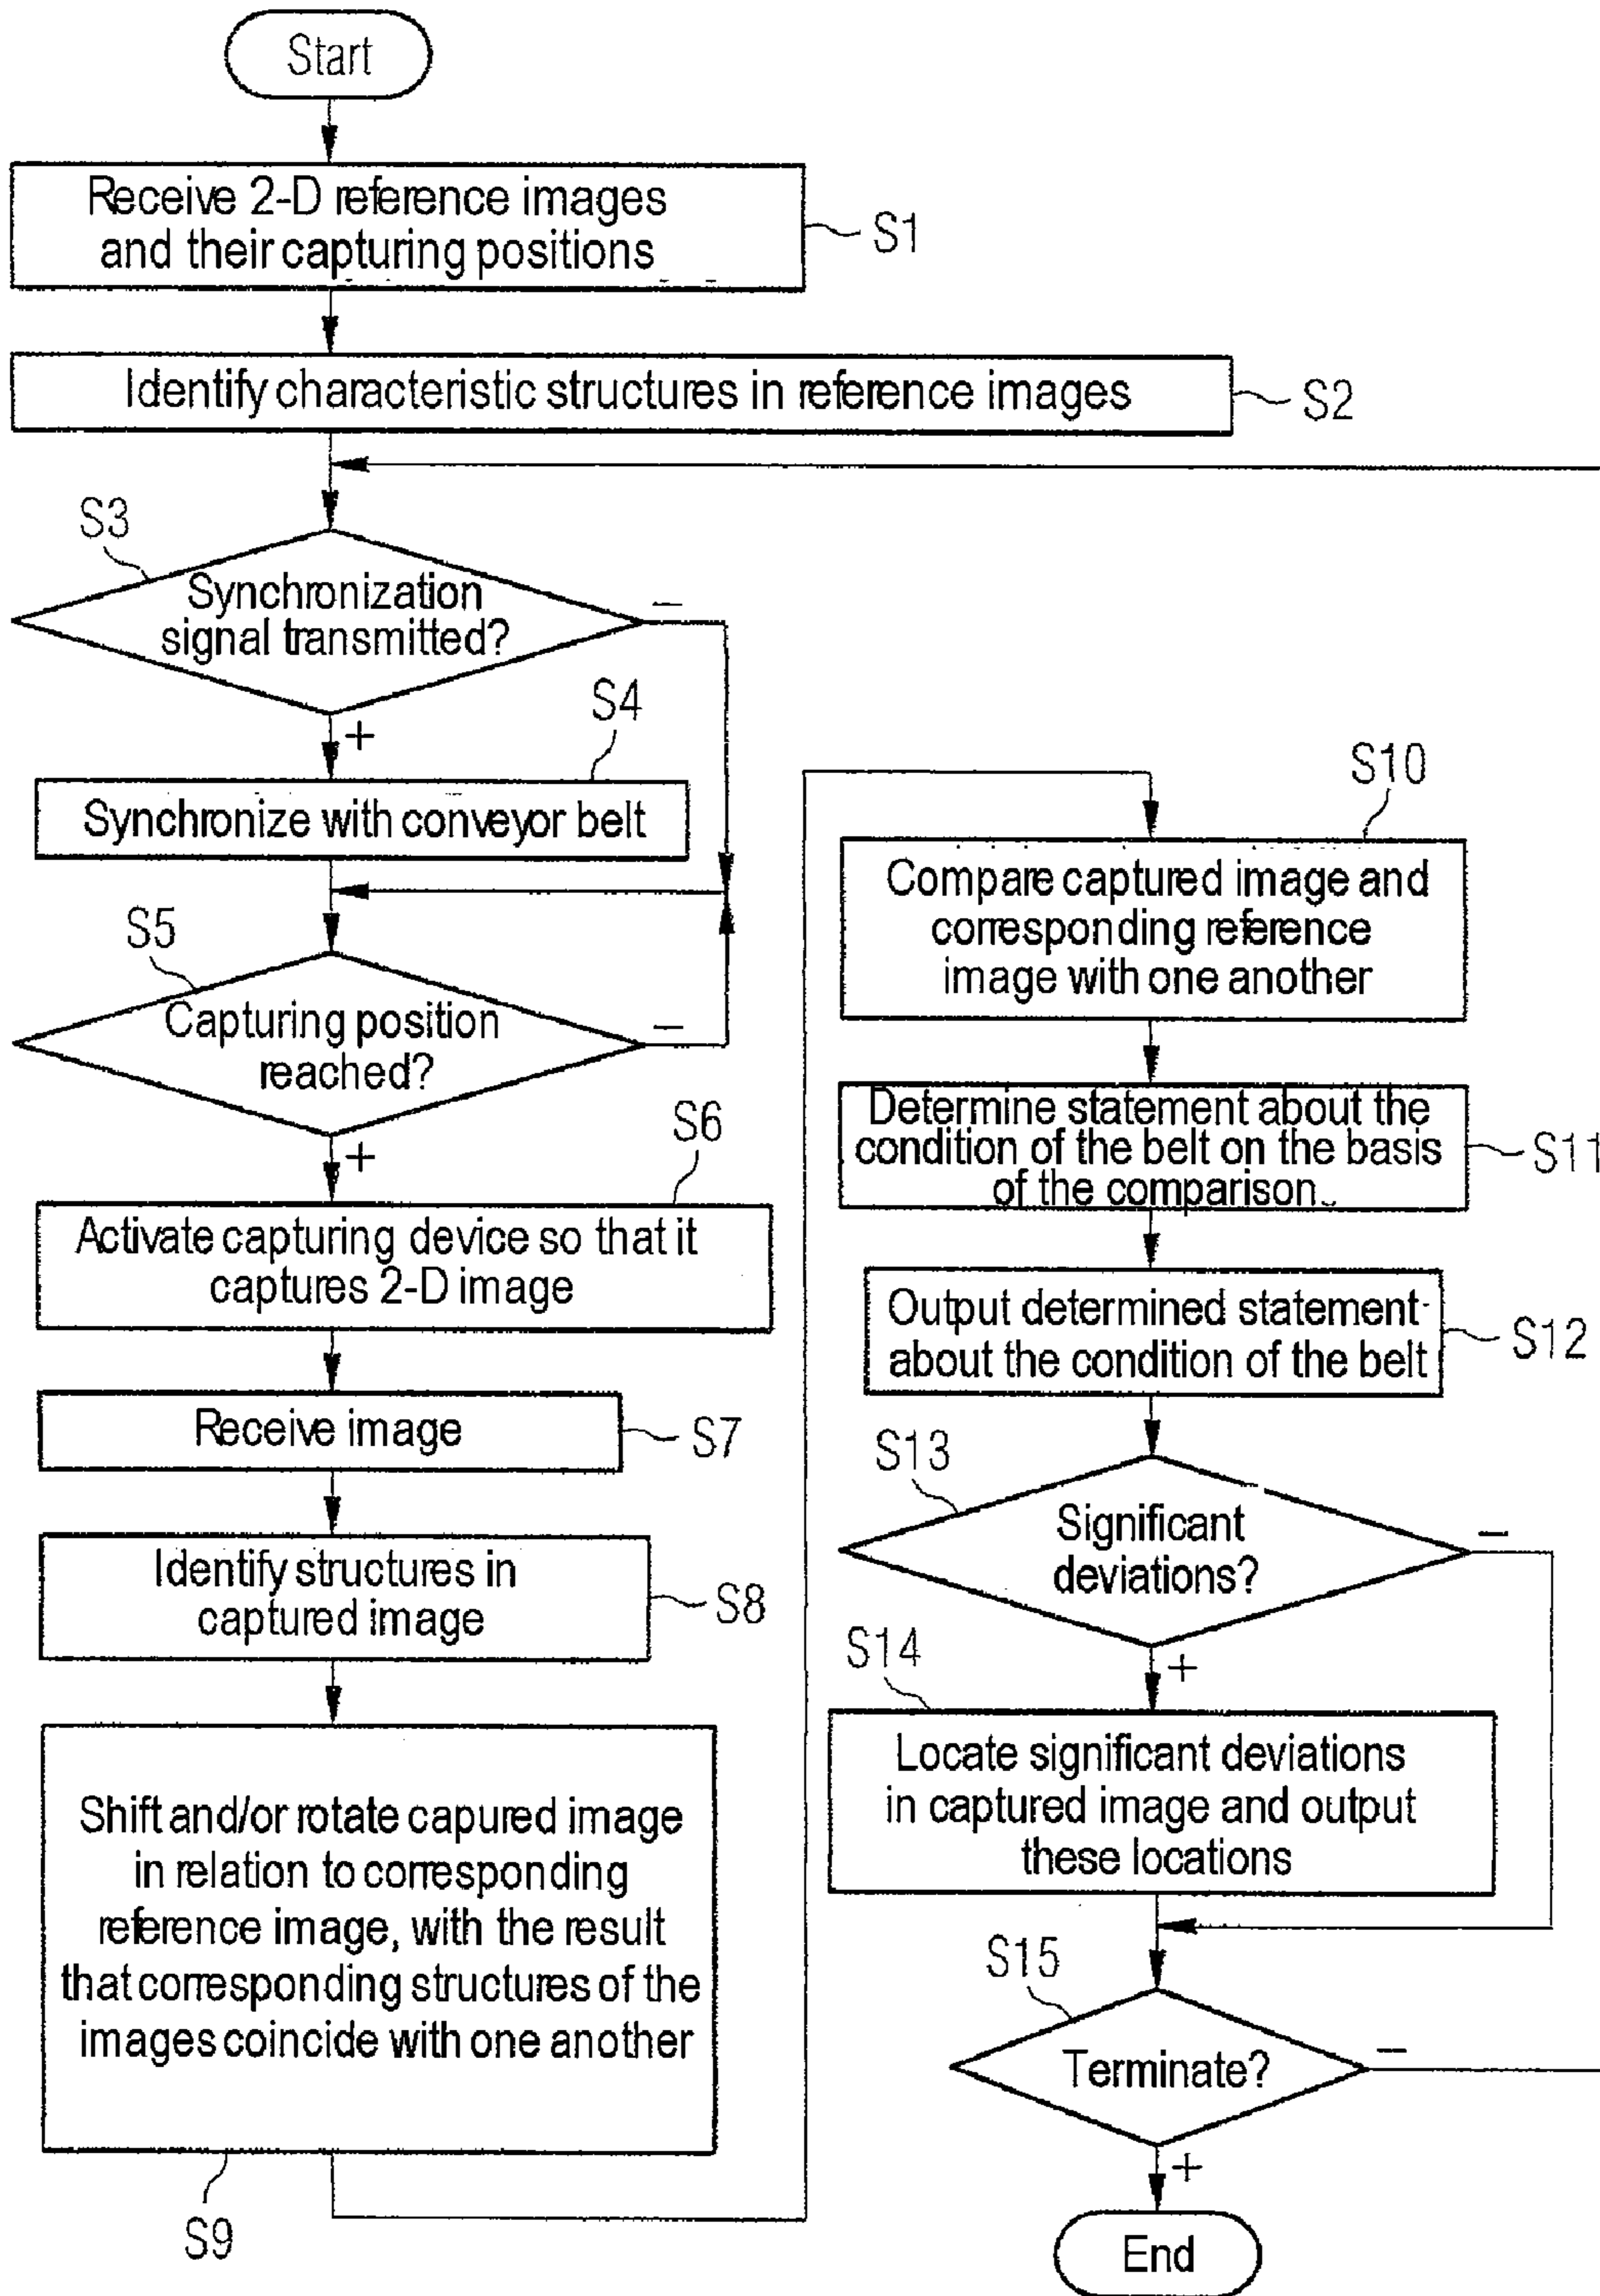 Start
Receive 2-D reference images
and their capturing positions
S1
Identify characteristic structures in reference images
S2
S3
Synchronization
signal transmitted?
–
+
S4
Synchronize with conveyor belt
S5
Capturing position
reached?
–
+
S6
Activate capturing device so that it
captures 2-D image
Receive image
S7
Identify structures in
captured image
S8
Shift and/or rotate capured image
in relation to corresponding
reference image, with the result
that corresponding structures of the
images coincide with one another
S9
S10
Compare captured image and
corresponding reference
image with one another
Determine statement about the
condition of the belt on the basis
of the comparison
S11
Output determined statement
about the condition of the belt
S12
S13
Significant
deviations?
–
+
S14
Locate significant deviations
in captured image and output
these locations
S15
Terminate?
–
+
End